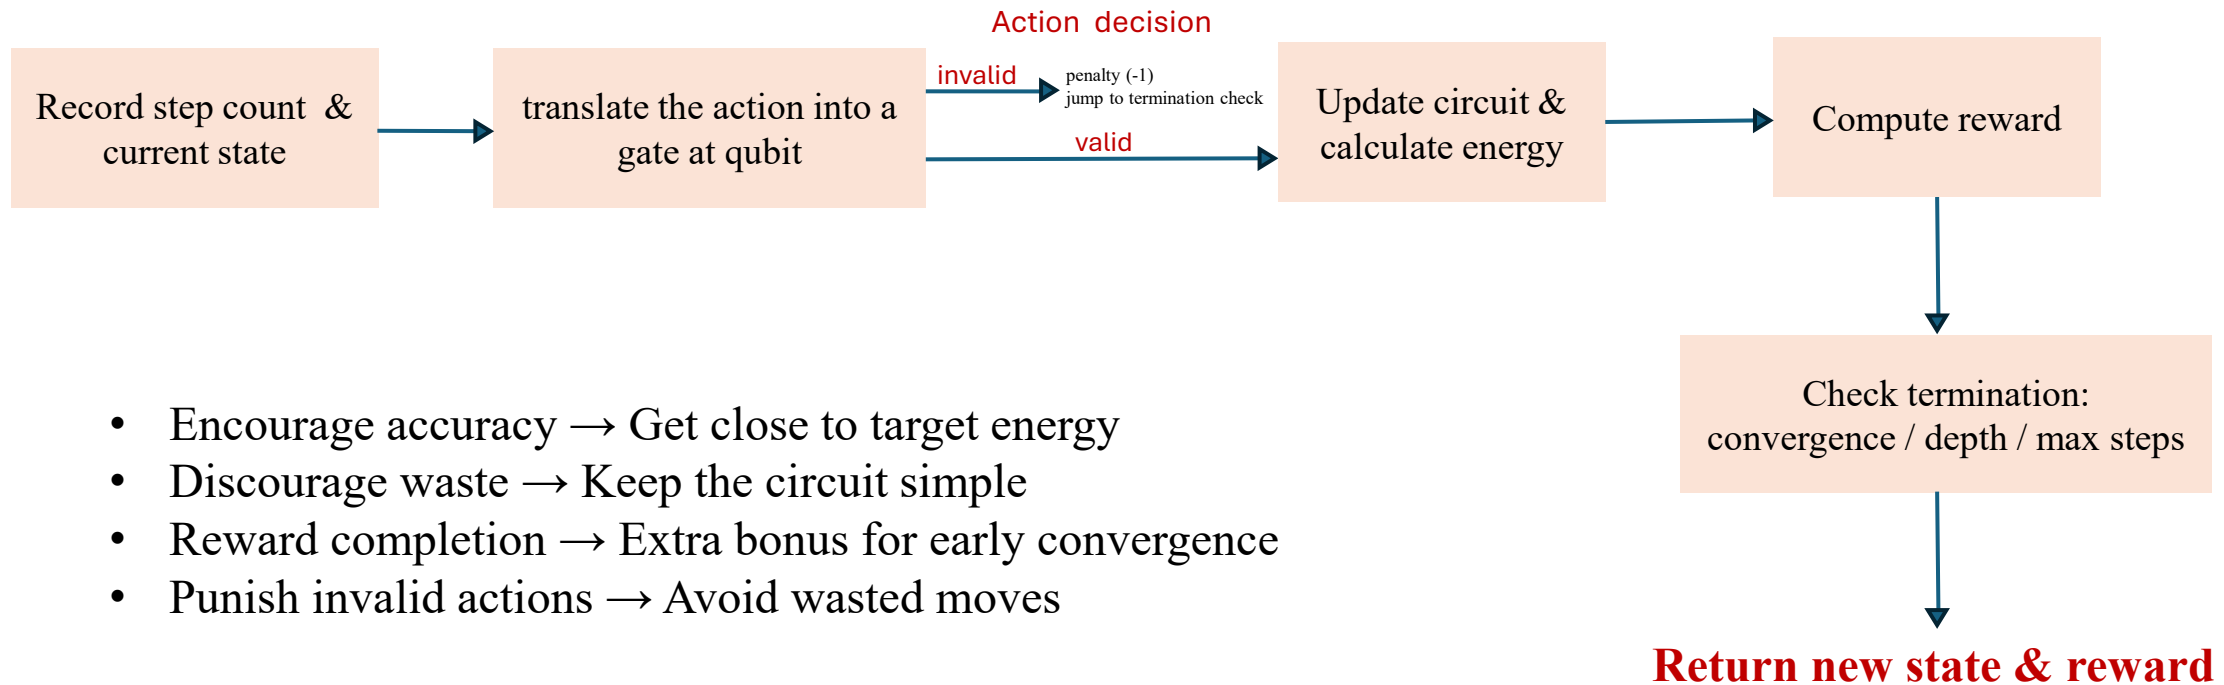 Action decision
Record step count & 
current state
translate the action into a
gate at qubit
invalid
penalty (-1)
jump to termination check
valid
Update circuit &
calculate energy
Compute reward
Check termination:
convergence / depth / max steps
Return new state & reward
• Encourage accuracy → Get close to target energy
• Discourage waste → Keep the circuit simple
• Reward completion → Extra bonus for early convergence
• Punish invalid actions → Avoid wasted moves